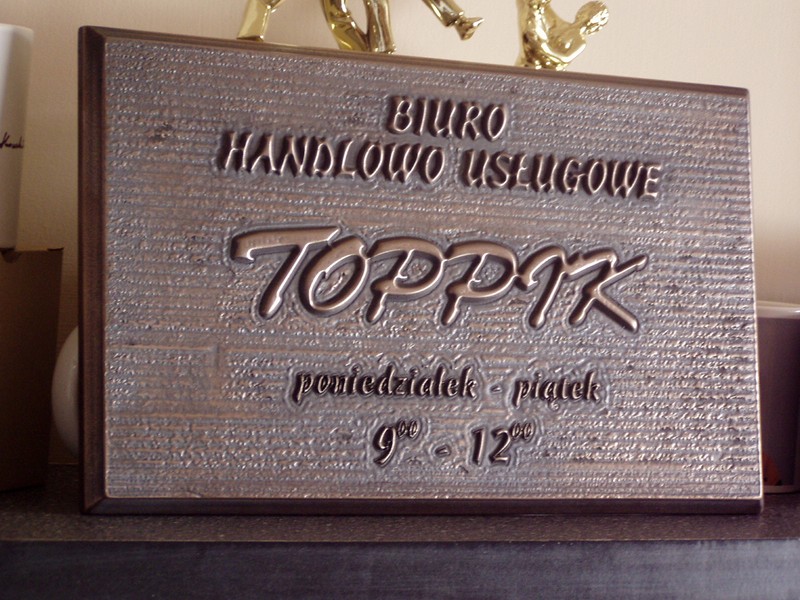 BIURO
HANDLOWO USŁUGOWE
TOPPIK
poniedziałek - piątek
9⁰⁰ - 12⁰⁰